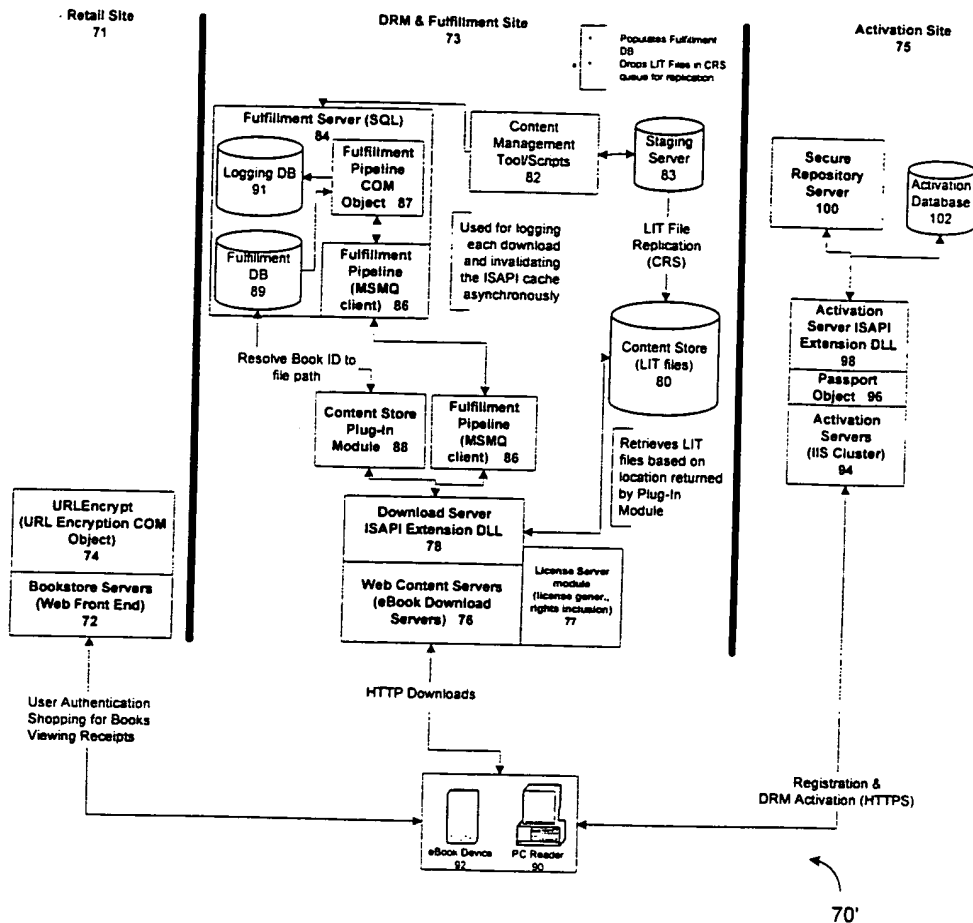 Retail Site
71
DRM & Fulfillment Site
73
Populates Fulfillment
DB
Drops LIT Files in CRS
queue for replication
Activation Site
75
Fulfillment Server (SQL)
84
Logging DB
91
Fulfillment
Pipeline
COM
Object 87
Fulfillment
DB
89
Fulfillment
Pipeline
(MSMQ
client) 86
Content
Management
Tool/Scripts
82
Staging
Server
83
Used for logging
each download
and invalidating
the ISAPI cache
asynchronously
LIT File
Replication
(CRS)
Secure
Repository
Server
100
Activation
Database
102
Resolve Book ID to
file path
Content Store
(LIT files)
80
Activation
Server ISAPI
Extension DLL
98
Passport
Object 96
Activation
Servers
(IIS Cluster)
94
Content Store
Plug-In
Module 88
Fulfillment
Pipeline
(MSMQ
client) 86
Retrieves LIT
files based on
location returned
by Plug-In
Module
URLEncrypt
(URL Encryption COM
Object)
74
Bookstore Servers
(Web Front End)
72
Download Server
ISAPI Extension DLL
78
Web Content Servers
(eBook Download
Servers) 76
License Server
module
(license gener.,
rights inclusion)
77
User Authentication
Shopping for Books
Viewing Receipts
HTTP Downloads
Registration &
DRM Activation (HTTPS)
eBook Device
92
PC Reader
90
70'